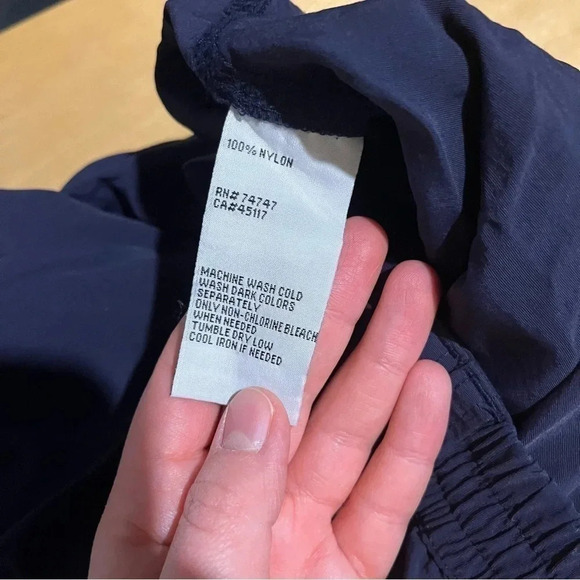 100% NYLON
RN# 74747
CA#45117
MACHINE WASH COLD
WASH DARK COLORS
SEPARATELY
ONLY NON-CHLORINE BLEACH
WHEN NEEDED
TUMBLE DRY LOW
COOL IRON IF NEEDED